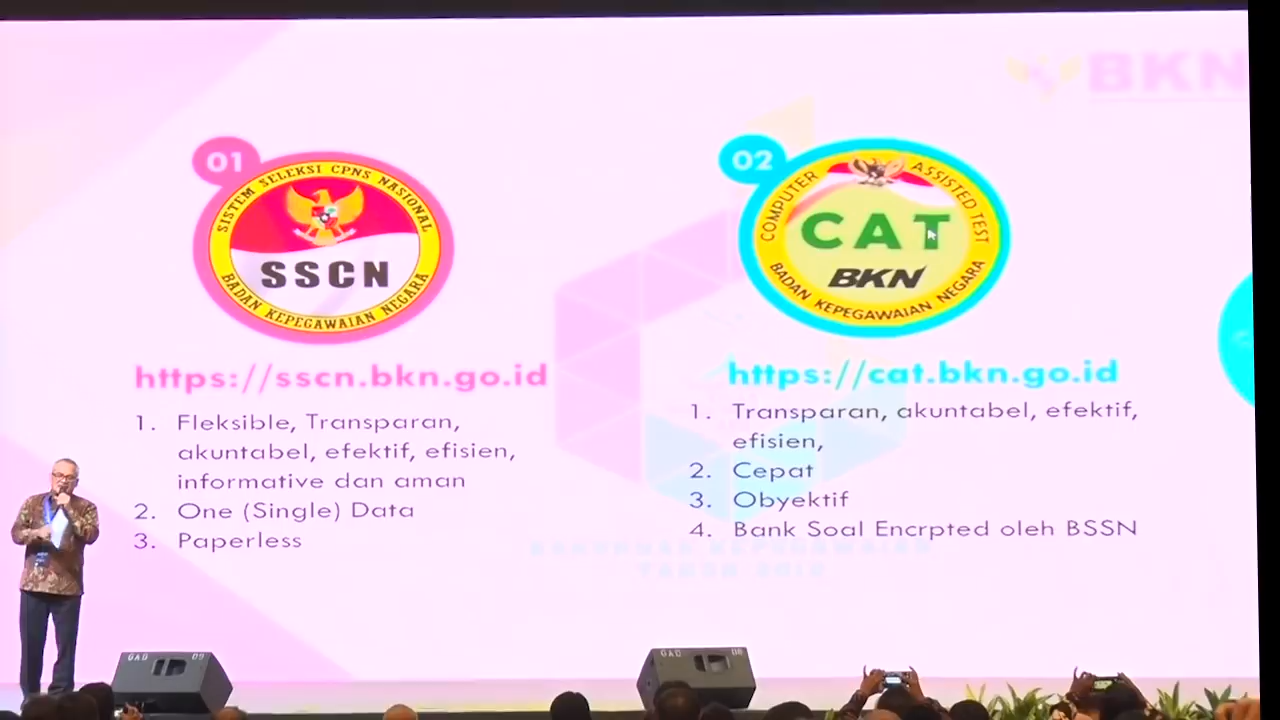 BKN
01
SISTEM SELEKSI CPNS NASIONAL
SSCN
BADAN KEPEGAWAIAN NEGARA
https://sscn.bkn.go.id
1. Fleksible, Transparan,
akuntabel, efektif, efisien,
informative dan aman
2. One (Single) Data
3. Paperless
02
COMPUTER ASSISTED TEST
CAT
BKN
BADAN KEPEGAWAIAN NEGARA
https://cat.bkn.go.id
1. Transparan, akuntabel, efektif,
efisien,
2. Cepat
3. Obyektif
4. Bank Soal Encrpted oleh BSSN